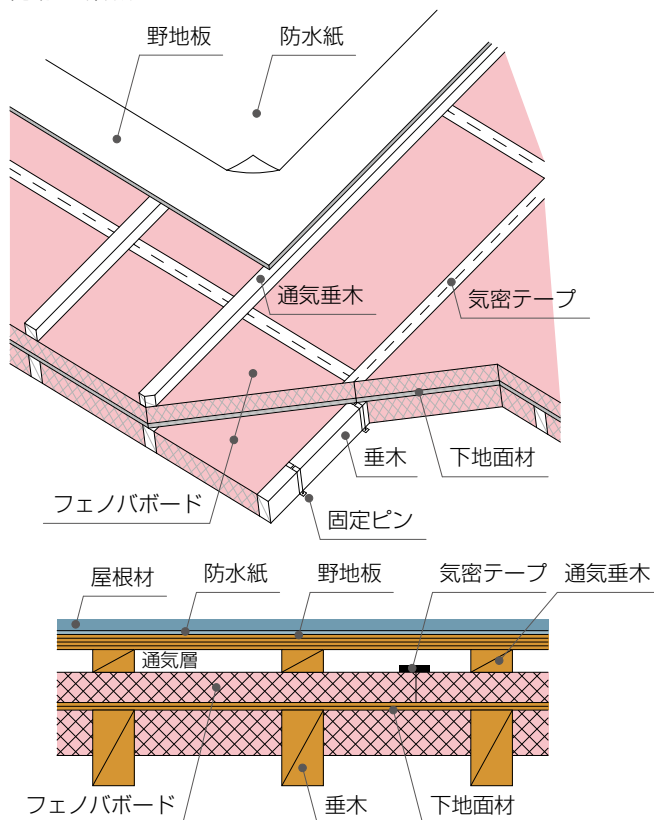 野地板
防水紙
通気垂木
気密テープ
垂木
下地面材
フェノバボード
固定ピン
屋根材
防水紙
野地板
気密テープ
通気垂木
通気層
フェノバボード
垂木
下地面材